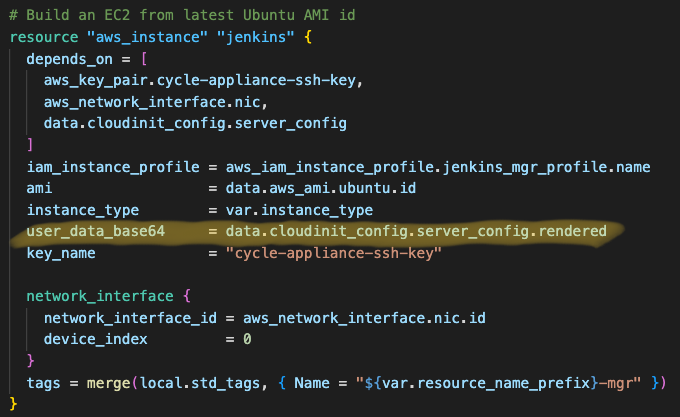 # Build an EC2 from latest Ubuntu AMI id
resource "aws_instance" "jenkins" {
  depends_on = [
    aws_key_pair.cycle-appliance-ssh-key,
    aws_network_interface.nic,
    data.cloudinit_config.server_config
  ]
  iam_instance_profile = aws_iam_instance_profile.jenkins_mgr_profile.name
  ami                  = data.aws_ami.ubuntu.id
  instance_type        = var.instance_type
  user_data_base64     = data.cloudinit_config.server_config.rendered
  key_name             = "cycle-appliance-ssh-key"

  network_interface {
    network_interface_id = aws_network_interface.nic.id
    device_index         = 0
  }
  tags = merge(local.std_tags, { Name = "${var.resource_name_prefix}-mgr" })
}